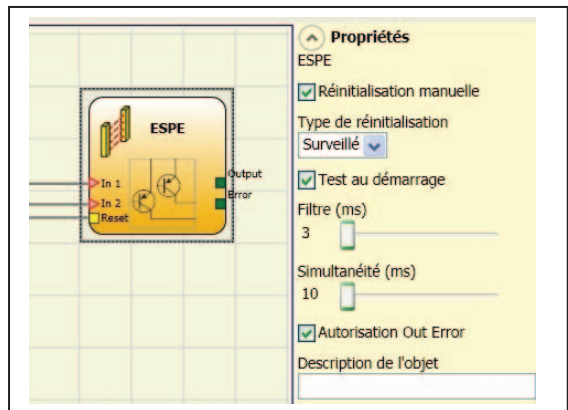 ESPE
In 1
In 2
Reset
Output
Error
Propriétés
ESPE
Réinitialisation manuelle
Type de réinitialisation
Surveillé
Test au démarrage
Filtre (ms)
3
Simultanéité (ms)
10
Autorisation Out Error
Description de l'objet